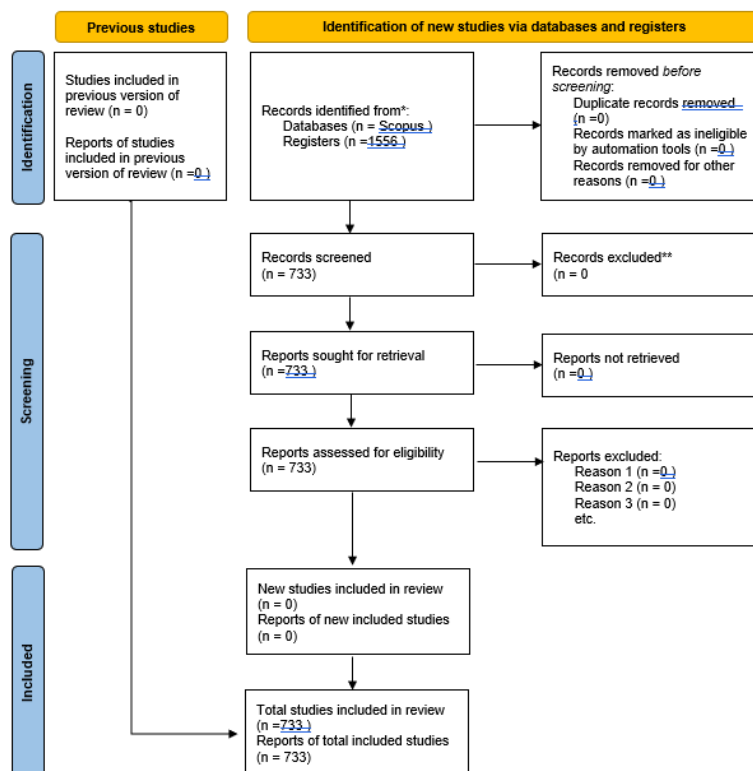 Previous studies
Identification of new studies via databases and registers
Identification
Studies included in
previous version of
review (n = 0)
Reports of studies
included in previous
version of review (n =0 )
Records identified from*:
Databases (n = Scopus )
Registers (n =1556 )
Records removed before
screening:
Duplicate records removed
(n =0)
Records marked as ineligible
by automation tools (n =0 )
Records removed for other
reasons (n =0 )
Screening
Records screened
(n = 733)
Records excluded**
(n = 0
Reports sought for retrieval
(n =733 )
Reports not retrieved
(n =0 )
Reports assessed for eligibility
(n = 733)
Reports excluded:
Reason 1 (n =0 )
Reason 2 (n = 0)
Reason 3 (n = 0)
etc.
Included
New studies included in review
(n = 0)
Reports of new included studies
(n = 0)
Total studies included in review
(n =733 )
Reports of total included studies
(n = 733)